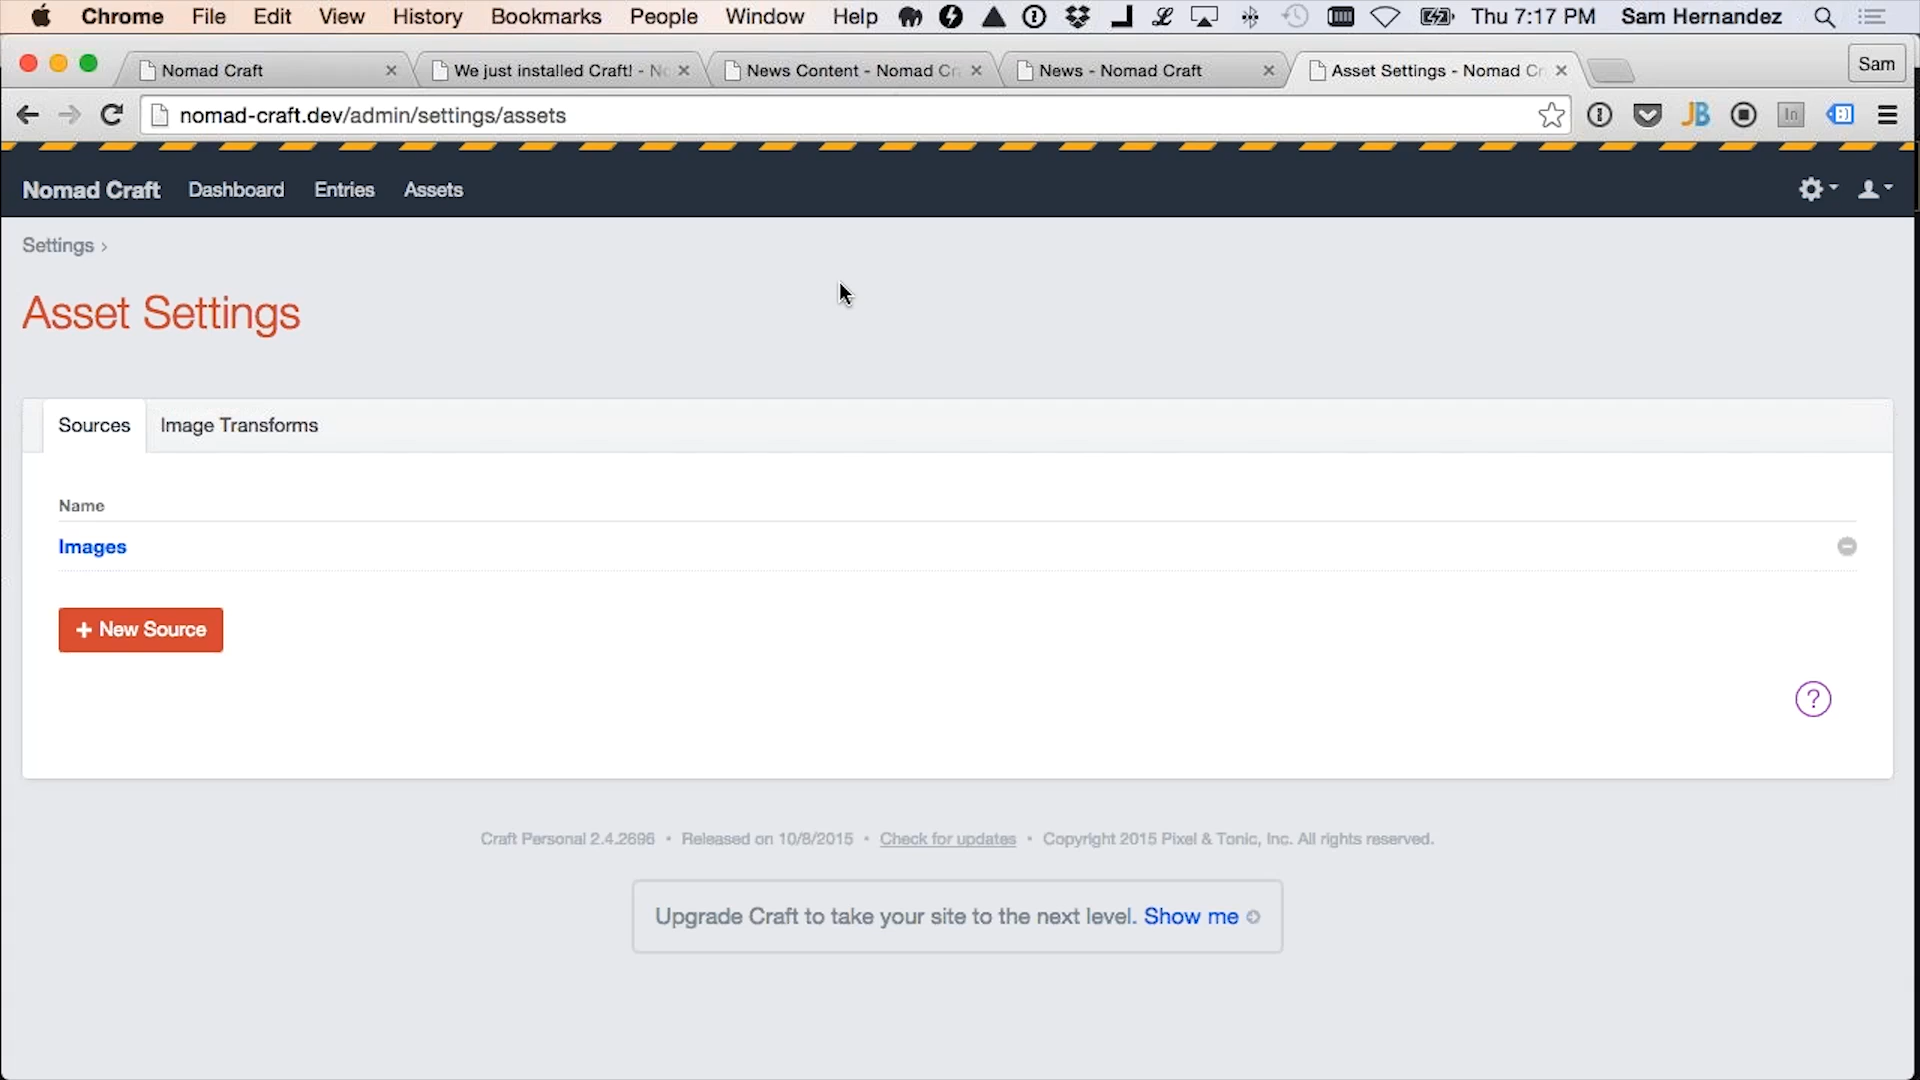 Chrome File Edit View History Bookmarks People Window Help Thu 7:17 PM Sam Hernandez
Nomad Craft We just installed Craft! - No News Content - Nomad Cr News - Nomad Craft Asset Settings - Nomad Cr Sam
nomad-craft.dev/admin/settings/assets JB In
Nomad Craft Dashboard Entries Assets
Settings ›
Asset Settings
Sources Image Transforms
Name
Images
+ New Source
?
Craft Personal 2.4.2696 • Released on 10/8/2015 • Check for updates • Copyright 2015 Pixel & Tonic, Inc. All rights reserved.
Upgrade Craft to take your site to the next level. Show me